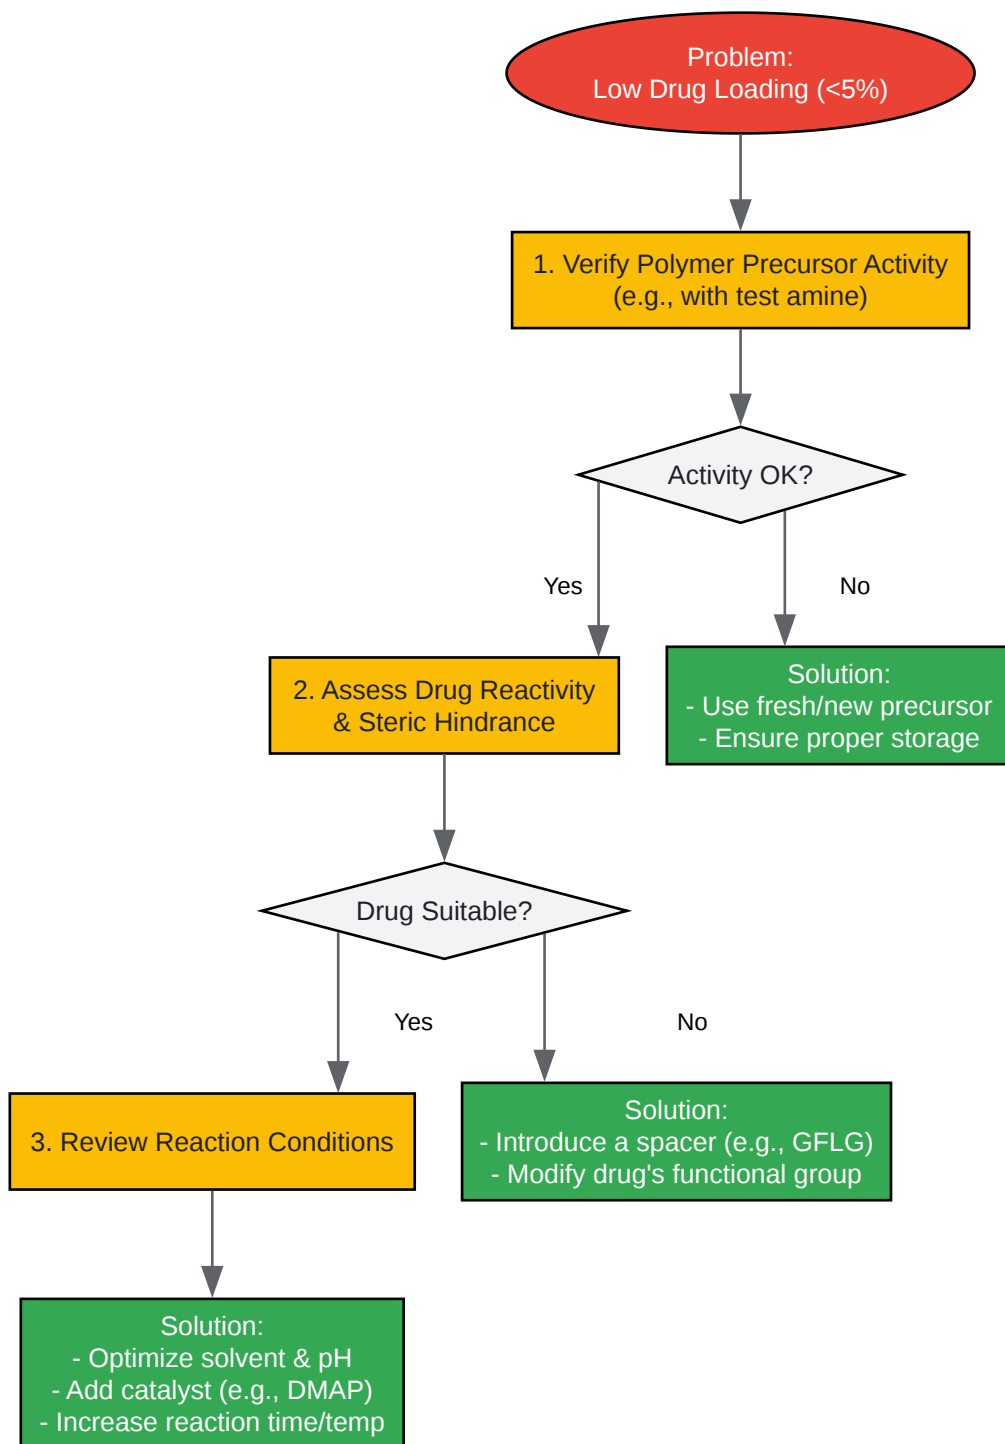 Problem:
Low Drug Loading (<5%)
1. Verify Polymer Precursor Activity
(e.g., with test amine)
Activity OK?
Yes
No
Solution:
- Use fresh/new precursor
- Ensure proper storage
2. Assess Drug Reactivity
& Steric Hindrance
Drug Suitable?
Yes
No
Solution:
- Introduce a spacer (e.g., GFLG)
- Modify drug's functional group
3. Review Reaction Conditions
Solution:
- Optimize solvent & pH
- Add catalyst (e.g., DMAP)
- Increase reaction time/temp